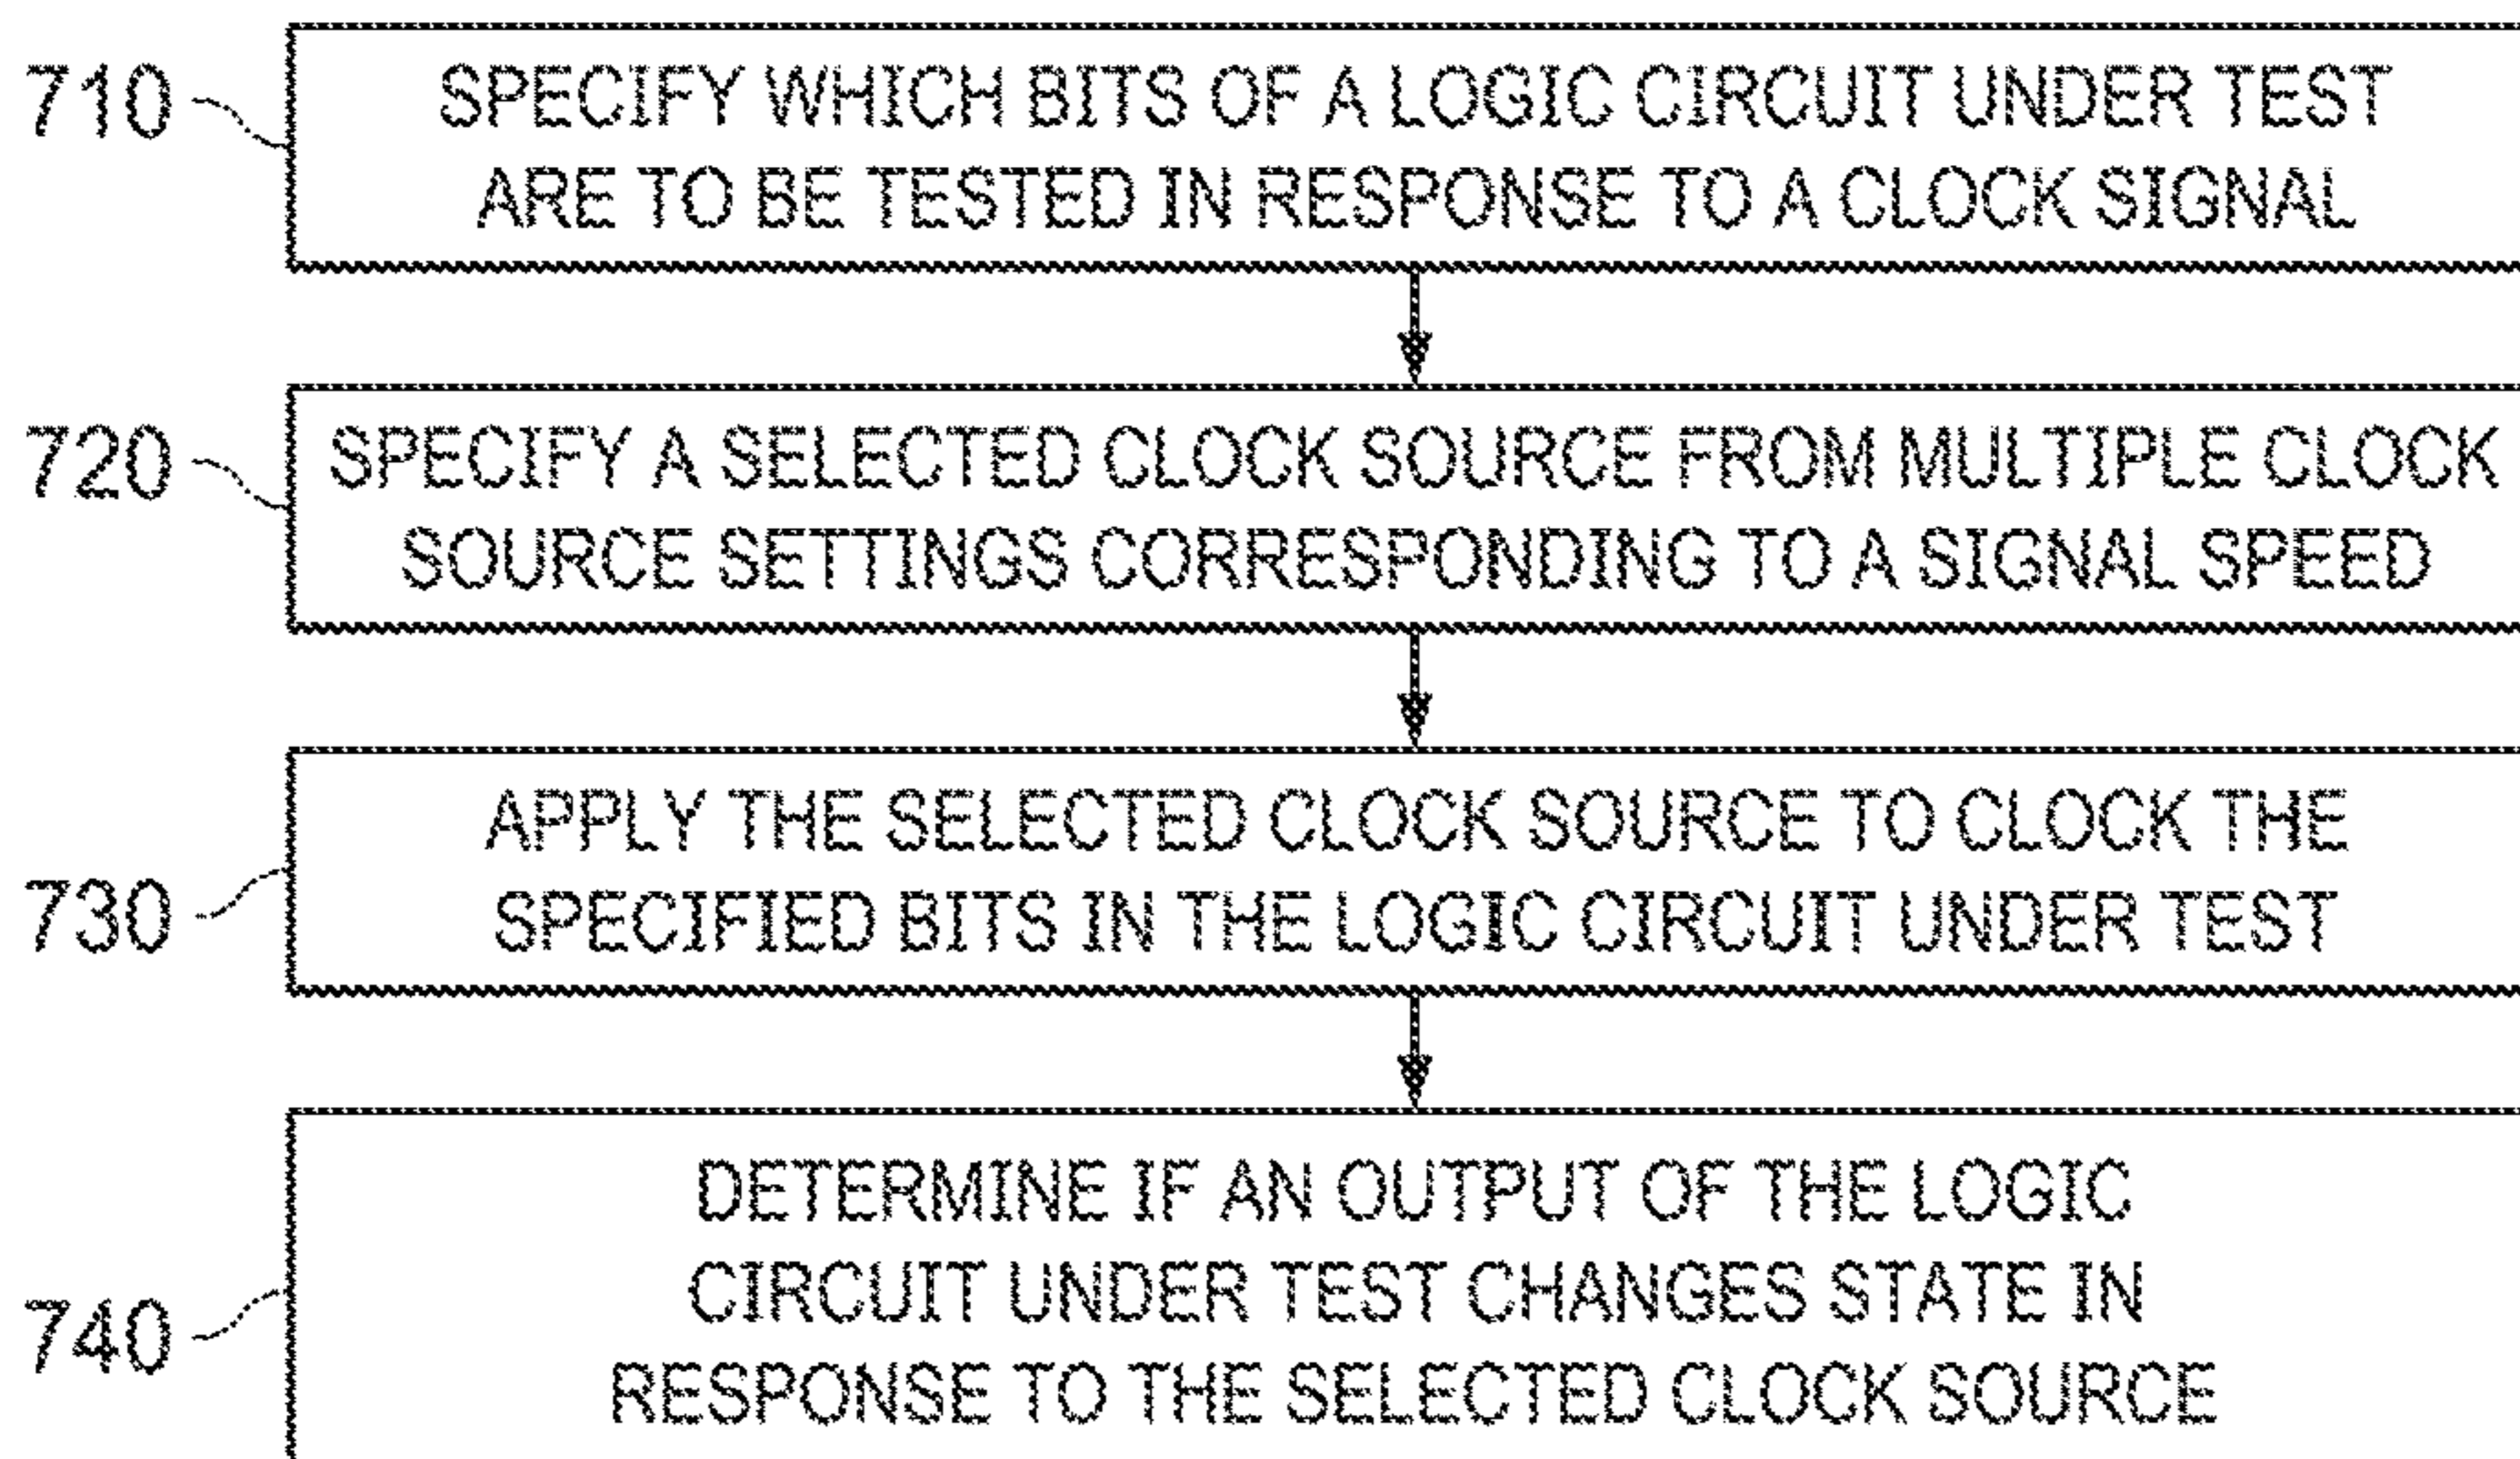 710
SPECIFY WHICH BITS OF A LOGIC CIRCUIT UNDER TEST
ARE TO BE TESTED IN RESPONSE TO A CLOCK SIGNAL
720
SPECIFY A SELECTED CLOCK SOURCE FROM MULTIPLE CLOCK
SOURCE SETTINGS CORRESPONDING TO A SIGNAL SPEED
730
APPLY THE SELECTED CLOCK SOURCE TO CLOCK THE
SPECIFIED BITS IN THE LOGIC CIRCUIT UNDER TEST
740
DETERMINE IF AN OUTPUT OF THE LOGIC
CIRCUIT UNDER TEST CHANGES STATE IN
RESPONSE TO THE SELECTED CLOCK SOURCE